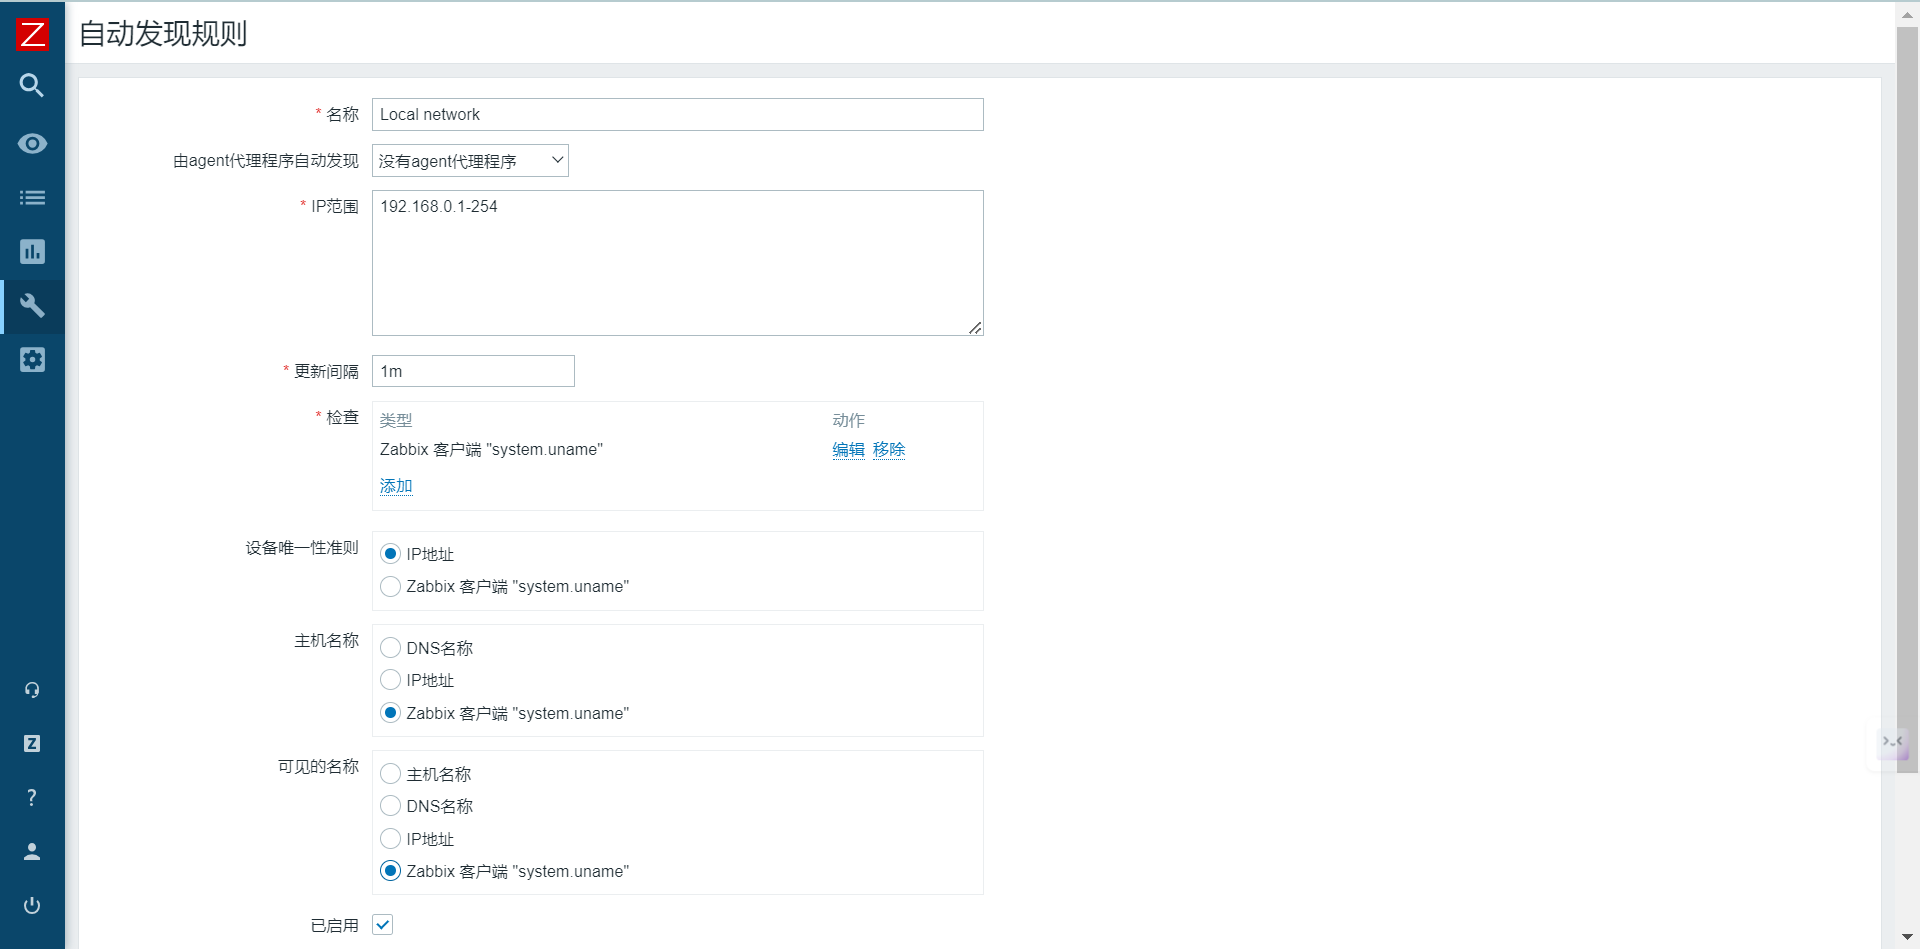 Z
自动发现规则
* 名称 Local network
由agent代理程序自动发现 没有agent代理程序
* IP范围 192.168.0.1-254
* 更新间隔 1m
* 检查 类型 动作
Zabbix 客户端 "system.uname" 编辑 移除
添加
设备唯一性准则 IP地址
Zabbix 客户端 "system.uname"
主机名称 DNS名称
IP地址
Zabbix 客户端 "system.uname"
Z
可见的名称 主机名称
?
DNS名称
IP地址
Zabbix 客户端 "system.uname"
已启用